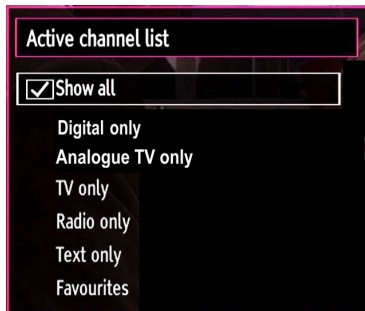 Active channel list
Show all
Digital only
Analogue TV only
TV only
Radio only
Text only
Favourites